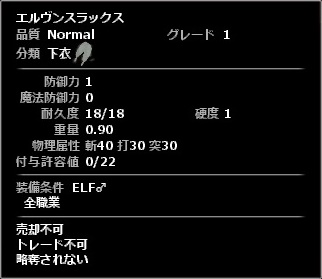 エルヴンスラックス
品質 Normal グレード 1
分類 下衣
防御力 1
魔法防御力 0
耐久度 18/18 硬度 1
重量 0.90
物理属性 斬40 打30 突30
付与許容値 0/22
装備条件 ELF♂
全職業
売却不可
トレード不可
略奪されない